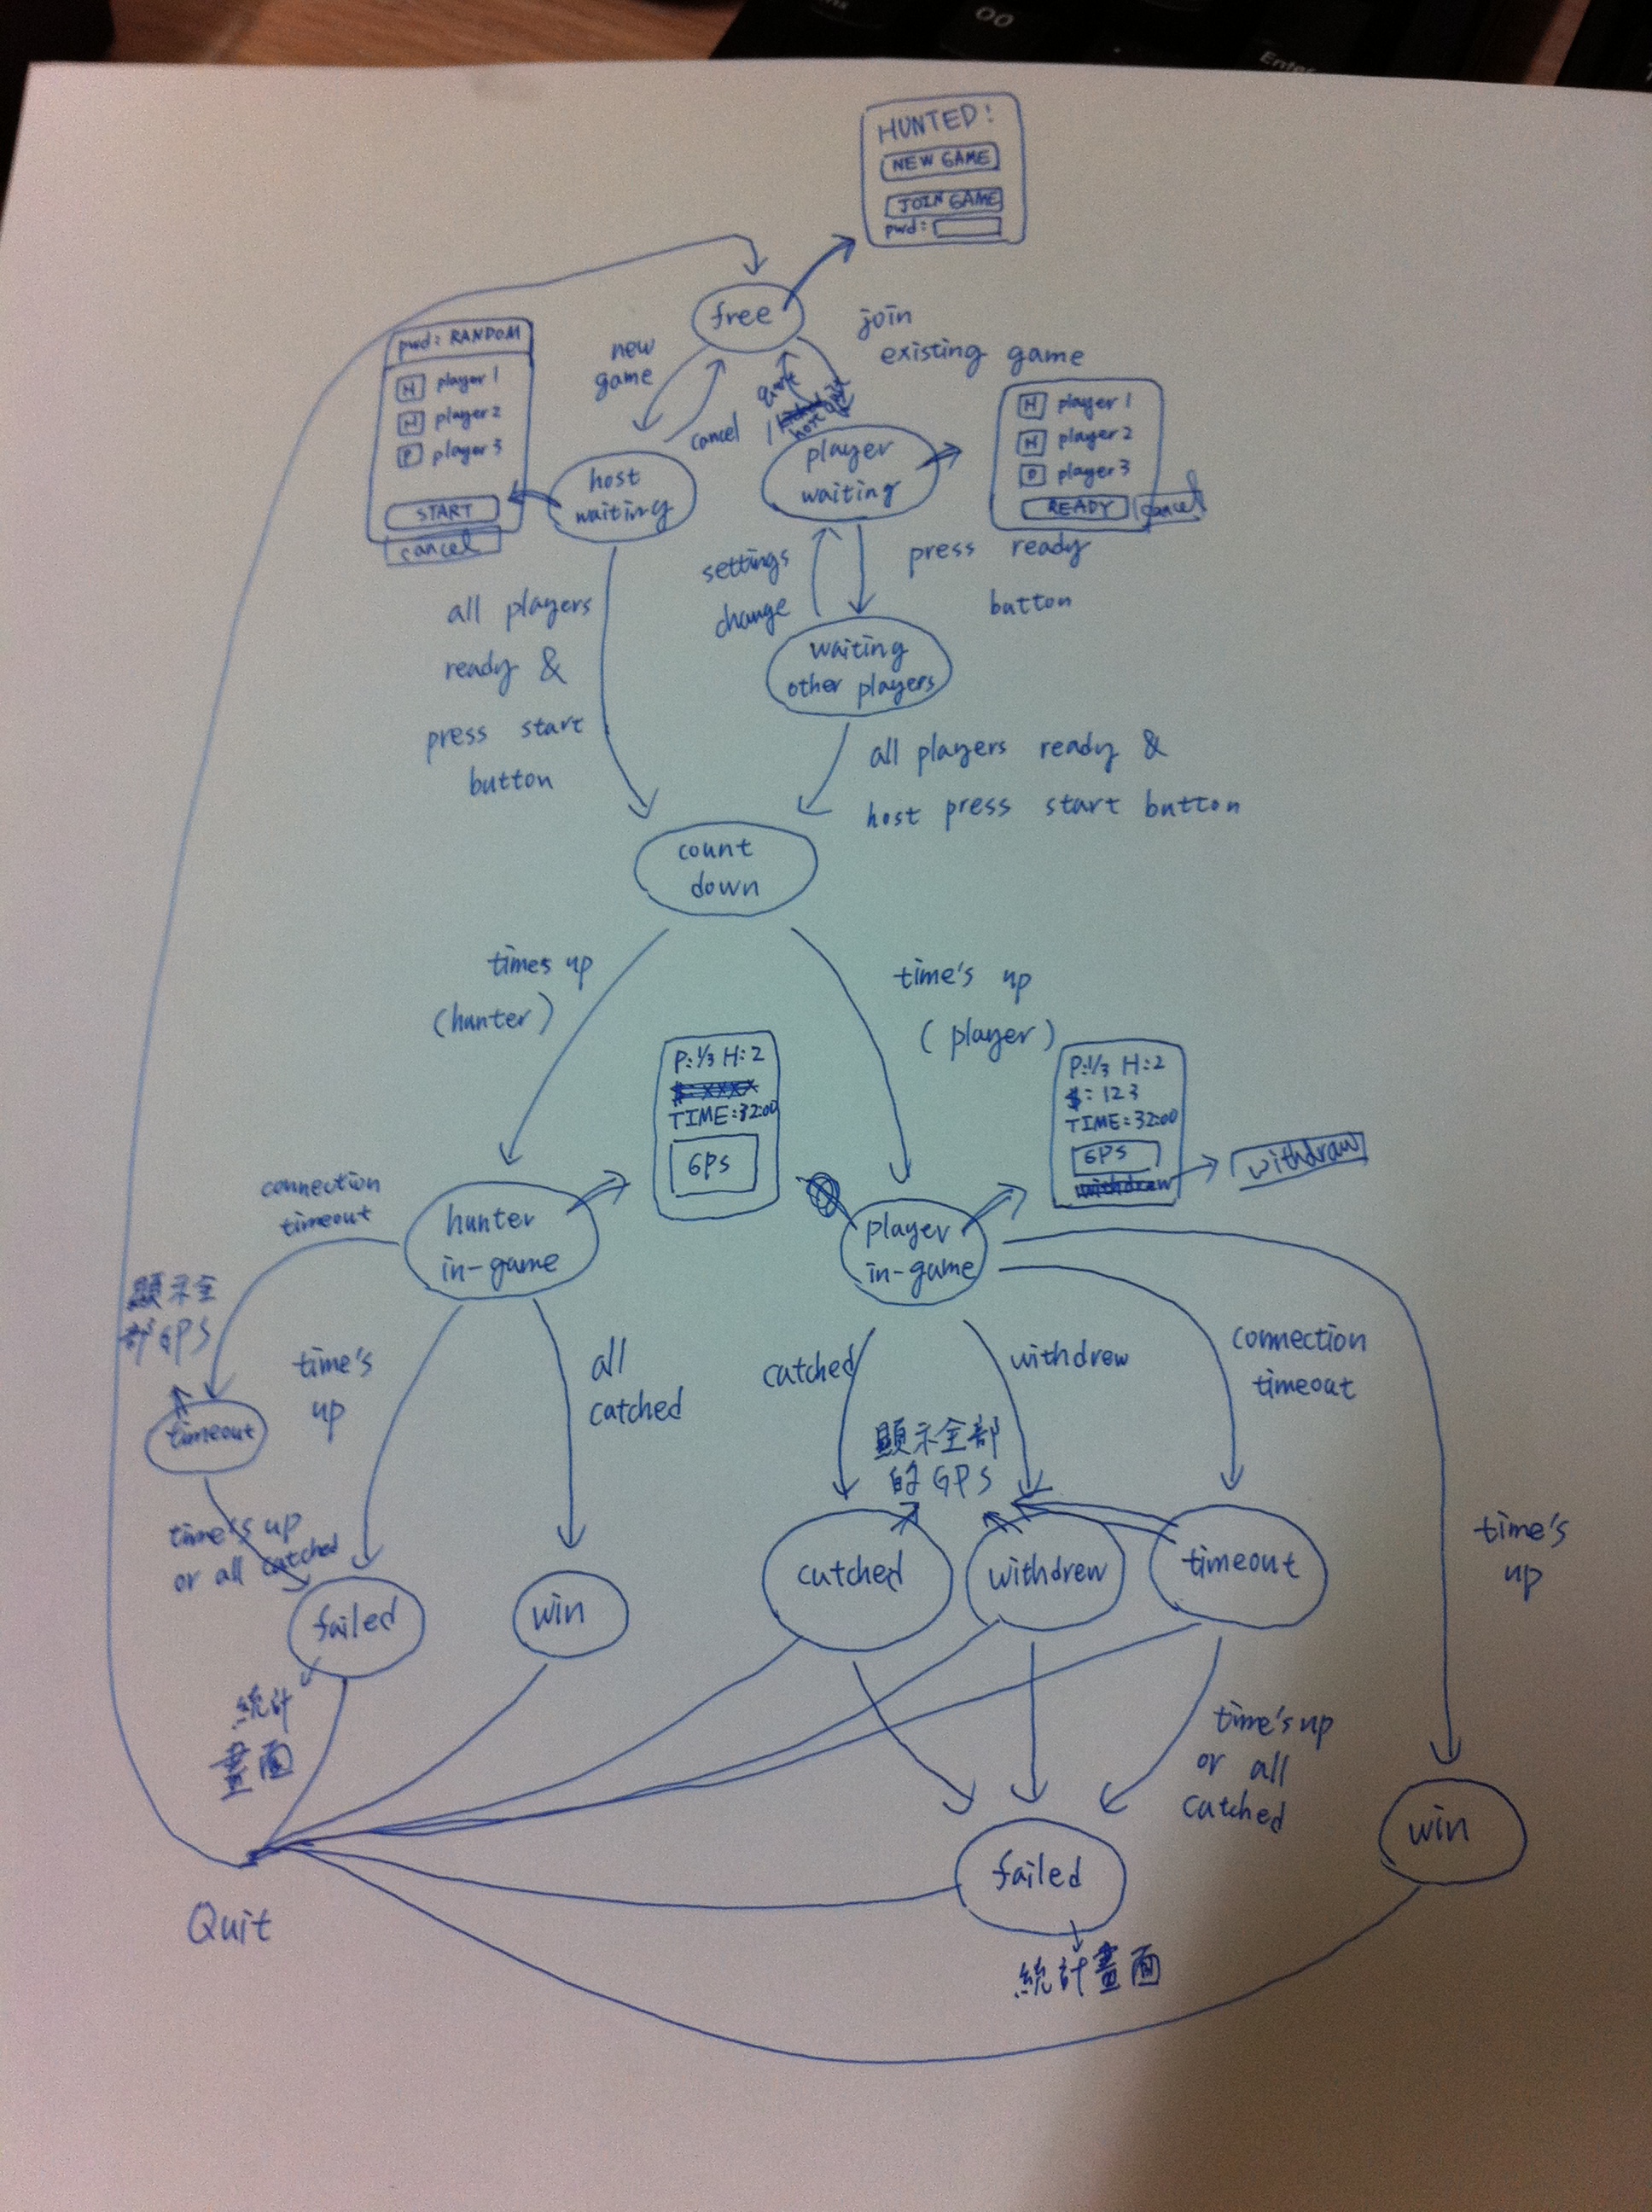 HUNTED:
NEW GAME
JOIN GAME
pwd:
free
join
existing game
new
game
cancel
quit
host quit
pwd: RANDOM
H player 1
H player 2
P player 3
START
cancel
host
waiting
player
waiting
H player 1
H player 2
P player 3
READY cancel
settings
change
press ready
button
all players
ready &
press start
button
waiting
other players
all players ready &
host press start button
count
down
times up
(hunter)
time's up
(player)
P:1/3 H:2
TIME:32:00
GPS
P:1/3 H:2
$: 123
TIME:32:00
GPS
withdraw
withdraw
hunter
in-game
player
in-game
connection
timeout
顯示全
部GPS
timeout
time's
up
all
catched
catched
withdrew
connection
timeout
顯示全部
的GPS
time's up
or all catched
failed
win
catched
withdrew
timeout
time's
up
統計
畫面
time's up
or all
catched
win
failed
統計畫面
Quit